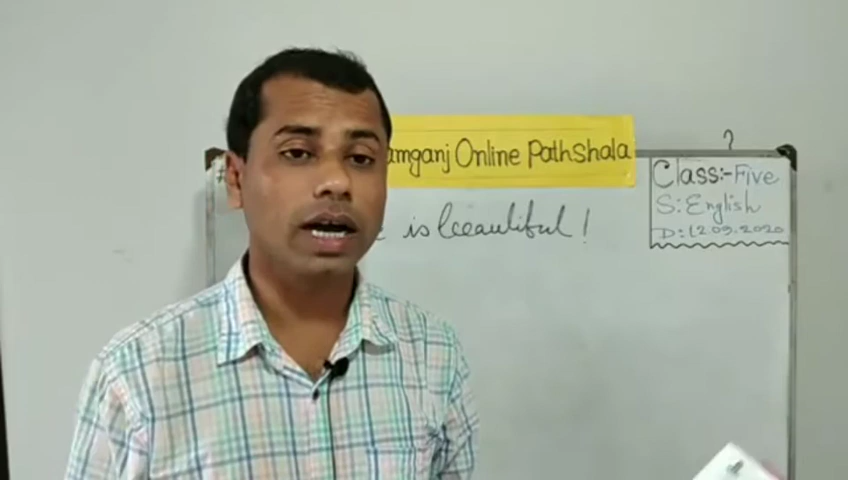 amganj Online Pathshala
Class:- Five
S: English
D: 12.09.2020
is beautiful!